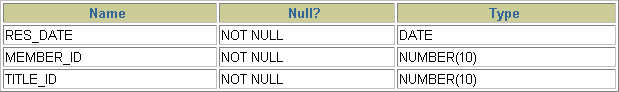 Name Null? Type
RES_DATE NOT NULL DATE
MEMBER_ID NOT NULL NUMBER(10)
TITLE_ID NOT NULL NUMBER(10)